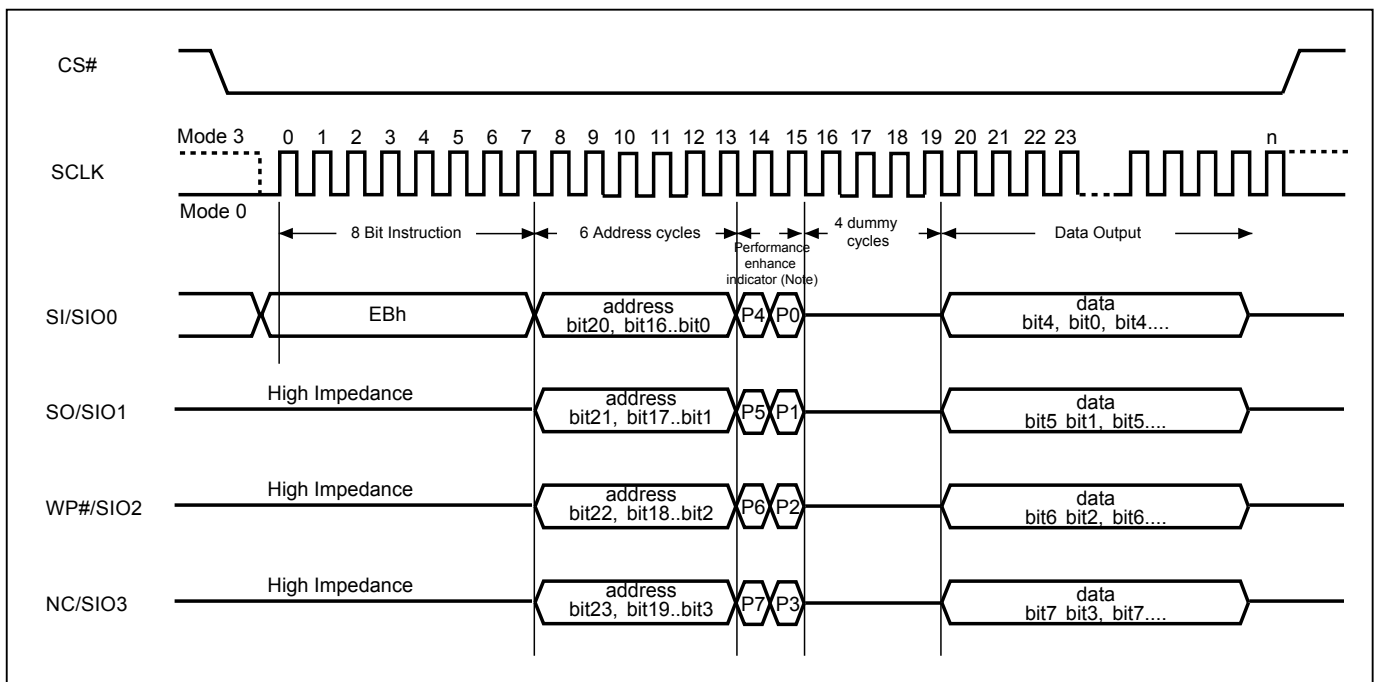 CS#
Mode 3
0 1 2 3 4 5 6 7 8 9 10 11 12 13 14 15 16 17 18 19 20 21 22 23 n
SCLK
Mode 0
8 Bit Instruction
6 Address cycles
Performance
enhance
indicator (Note)
4 dummy
cycles
Data Output
SI/SIO0
EBh
address
bit20, bit16..bit0
P4 P0
data
bit4, bit0, bit4....
SO/SIO1
High Impedance
address
bit21, bit17..bit1
P5 P1
data
bit5 bit1, bit5....
WP#/SIO2
High Impedance
address
bit22, bit18..bit2
P6 P2
data
bit6 bit2, bit6....
NC/SIO3
High Impedance
address
bit23, bit19..bit3
P7 P3
data
bit7 bit3, bit7....